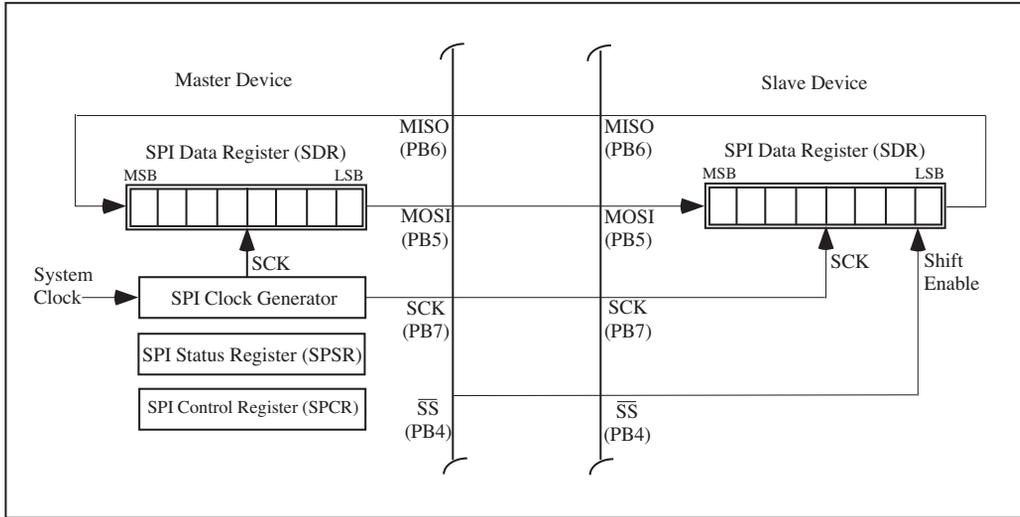 Master Device
Slave Device
MISO
(PB6)
MISO
(PB6)
SPI Data Register (SDR)
MSB
LSB
SPI Data Register (SDR)
MSB
LSB
MOSI
(PB5)
MOSI
(PB5)
SCK
SCK
System
Clock
SPI Clock Generator
Shift
Enable
SCK
(PB7)
SCK
(PB7)
SPI Status Register (SPSR)
SPI Control Register (SPCR)
S̅S̅
(PB4)
S̅S̅
(PB4)